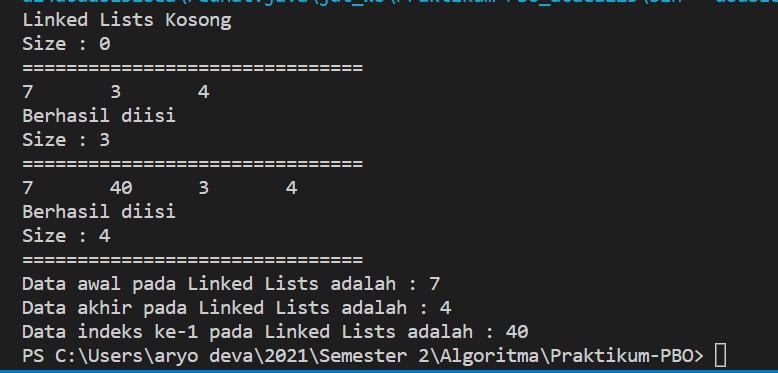 Linked Lists Kosong
Size : 0
===============================
7       3       4
Berhasil diisi
Size : 3
===============================
7       40      3       4
Berhasil diisi
Size : 4
===============================
Data awal pada Linked Lists adalah : 7
Data akhir pada Linked Lists adalah : 4
Data indeks ke-1 pada Linked Lists adalah : 40
PS C:\Users\aryo deva\2021\Semester 2\Algoritma\Praktikum-PBO>